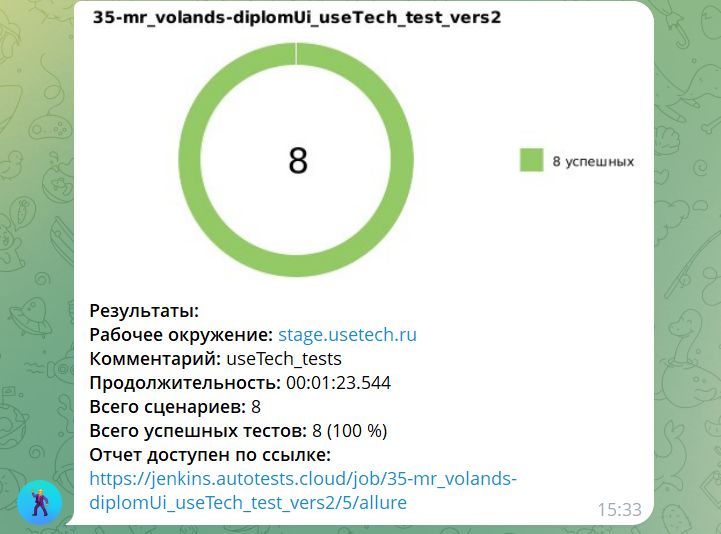 35-mr_volands-diplomUi_useTech_test_vers2
8
8 успешных
Результаты:
Рабочее окружение: stage.usetech.ru
Комментарий: useTech_tests
Продолжительность: 00:01:23.544
Всего сценариев: 8
Всего успешных тестов: 8 (100 %)
Отчет доступен по ссылке:
https://jenkins.autotests.cloud/job/35-mr_volands-
diplomUi_useTech_test_vers2/5/allure
15:33